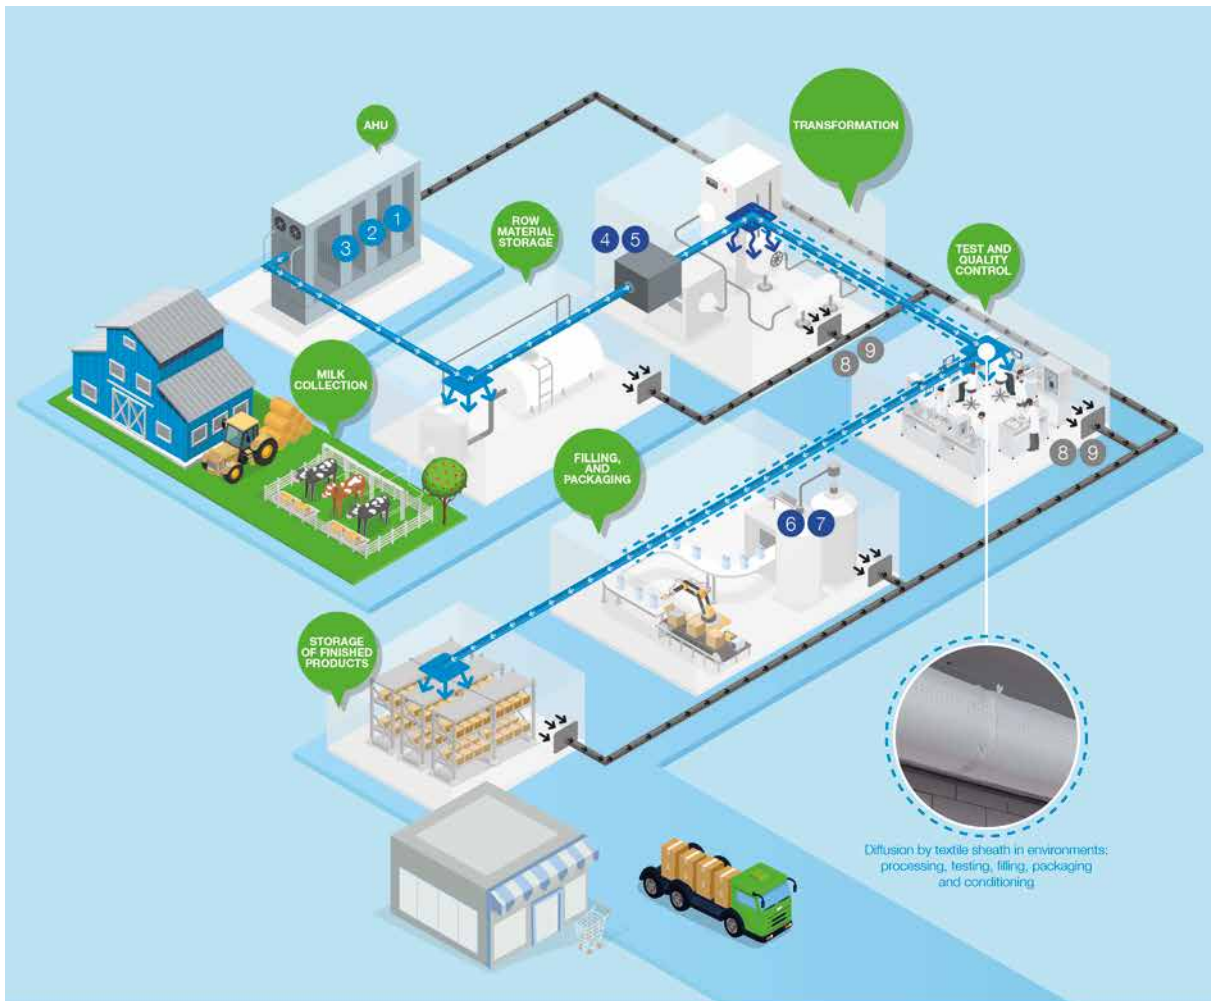 AHU
TRANSFORMATION
1
2
3
ROW
MATERIAL
STORAGE
4 5
TEST AND
QUALITY
CONTROL
MILK
COLLECTION
8 9
FILLING,
AND
PACKAGING
8 9
6 7
STORAGE
OF FINISHED
PRODUCTS
Diffusion by textile sheath in environments:
processing, testing, filling, packaging
and conditioning